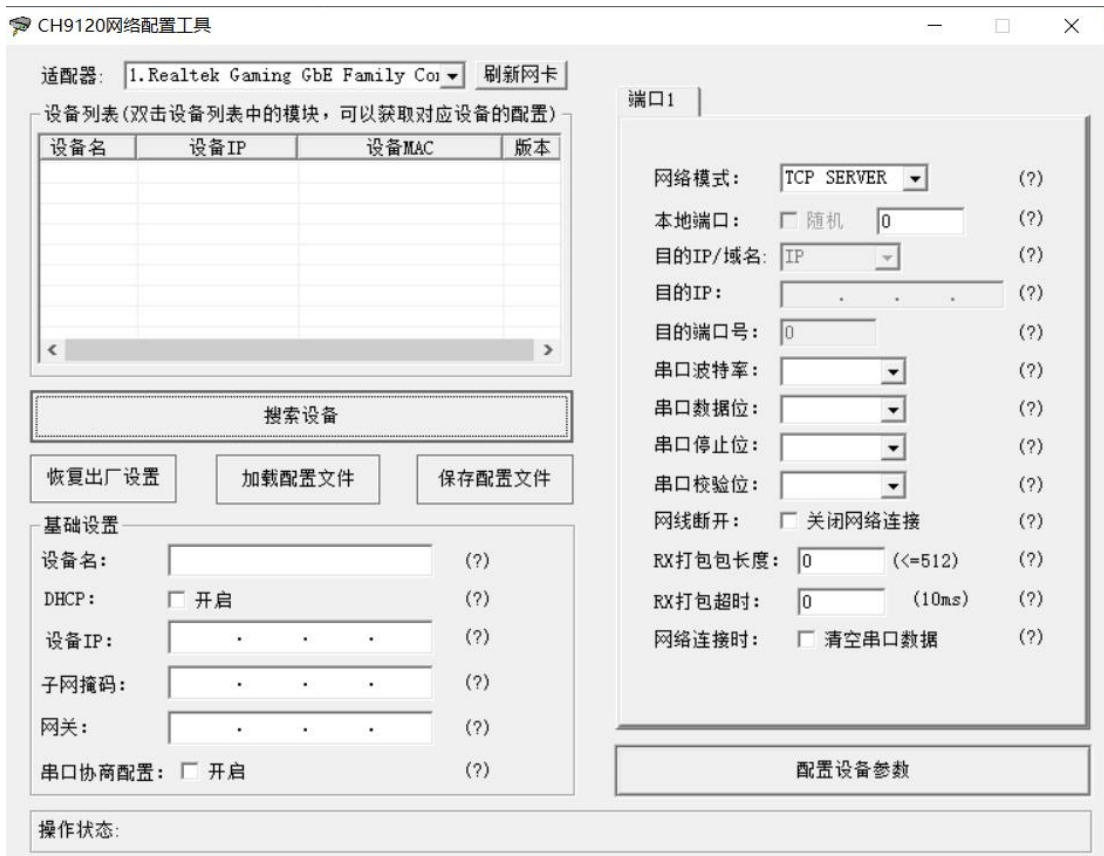 CH9120网络配置工具
适配器: 1.Realtek Gaming GbE Family Co 刷新网卡
设备列表(双击设备列表中的模块，可以获取对应设备的配置)
设备名 设备IP 设备MAC 版本
搜索设备
恢复出厂设置 加载配置文件 保存配置文件
基础设置
设备名: (?)
DHCP: 开启 (?)
设备IP: . . . (?)
子网掩码: . . . (?)
网关: . . . (?)
串口协商配置: 开启 (?)
端口1
网络模式: TCP SERVER (?)
本地端口: 随机 0 (?)
目的IP/域名: IP (?)
目的IP: . . . (?)
目的端口号: 0 (?)
串口波特率: (?)
串口数据位: (?)
串口停止位: (?)
串口校验位: (?)
网线断开: 关闭网络连接 (?)
RX打包包长度: 0 (<=512) (?)
RX打包超时: 0 (10ms) (?)
网络连接时: 清空串口数据 (?)
配置设备参数
操作状态: